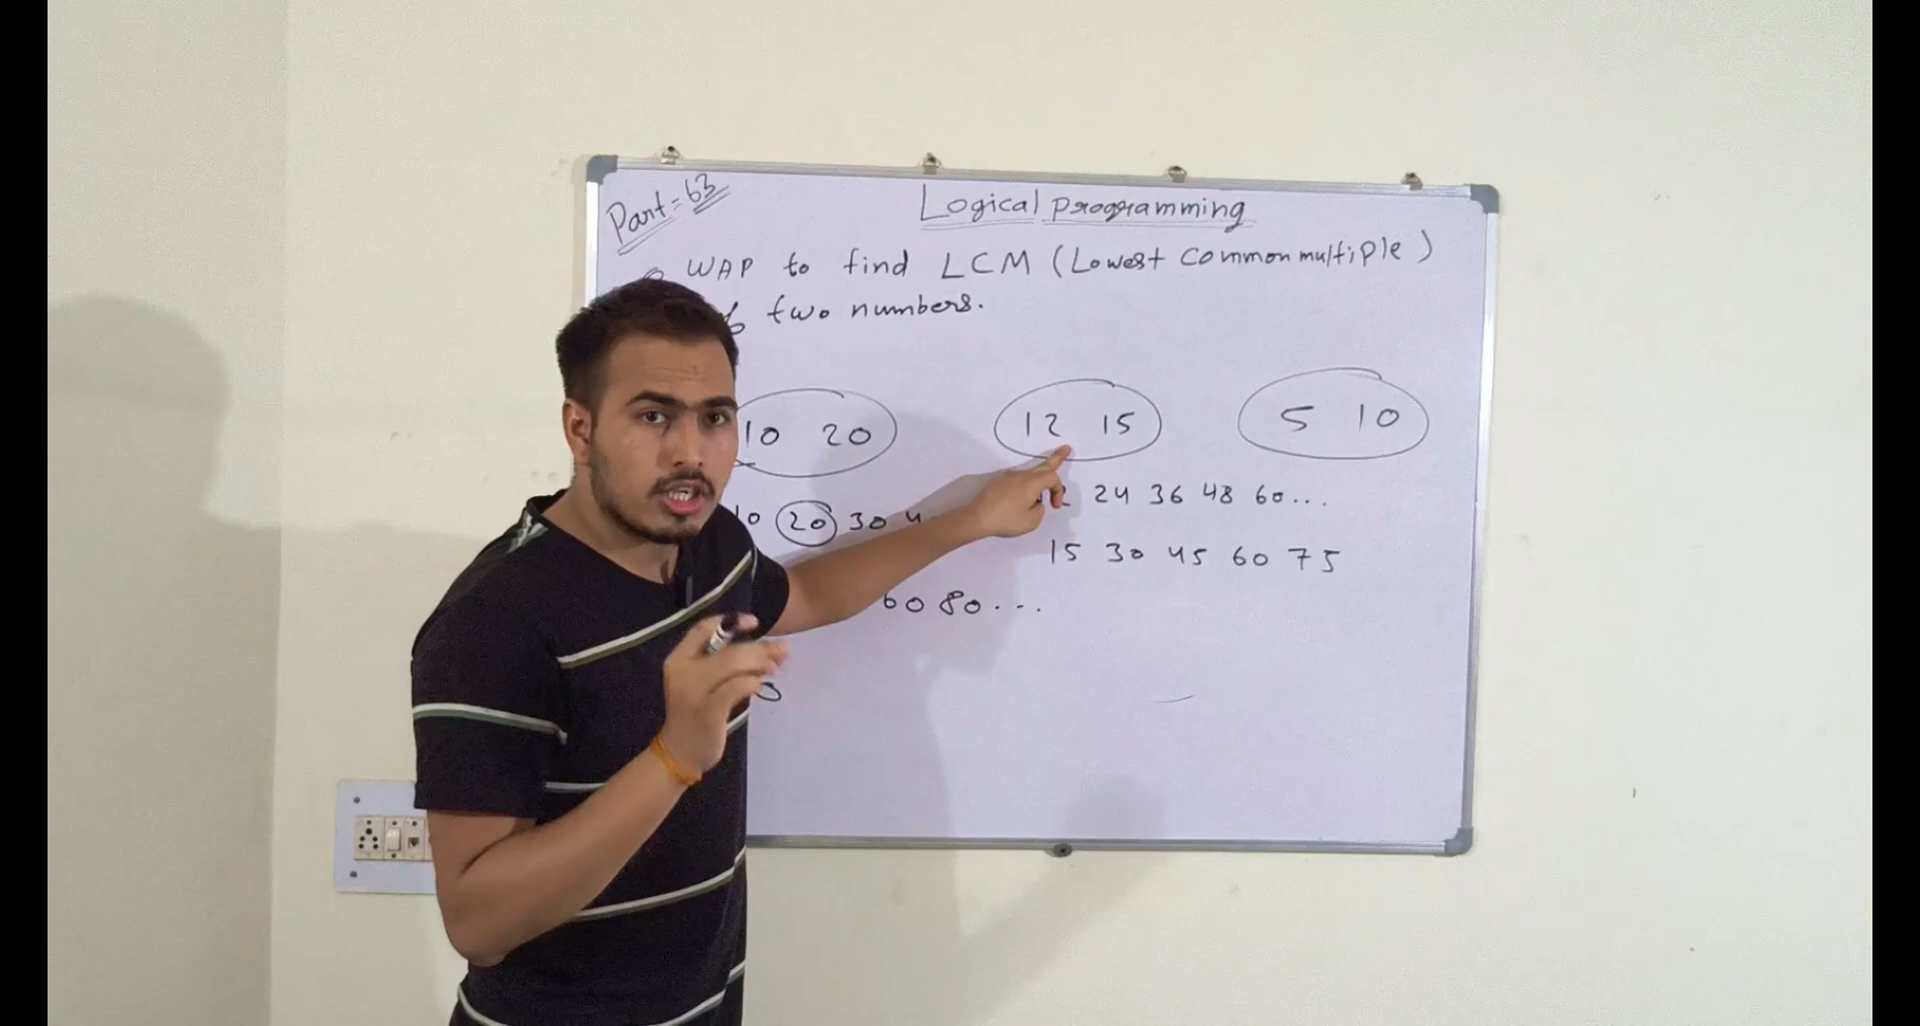 Part = 63
Logical programming
WAP to find LCM (Lowest Common multiple)
two numbers.
10 20
12 15
5 10
10 20 30
24 36 48 60...
15 30 45 60 75
60 80...